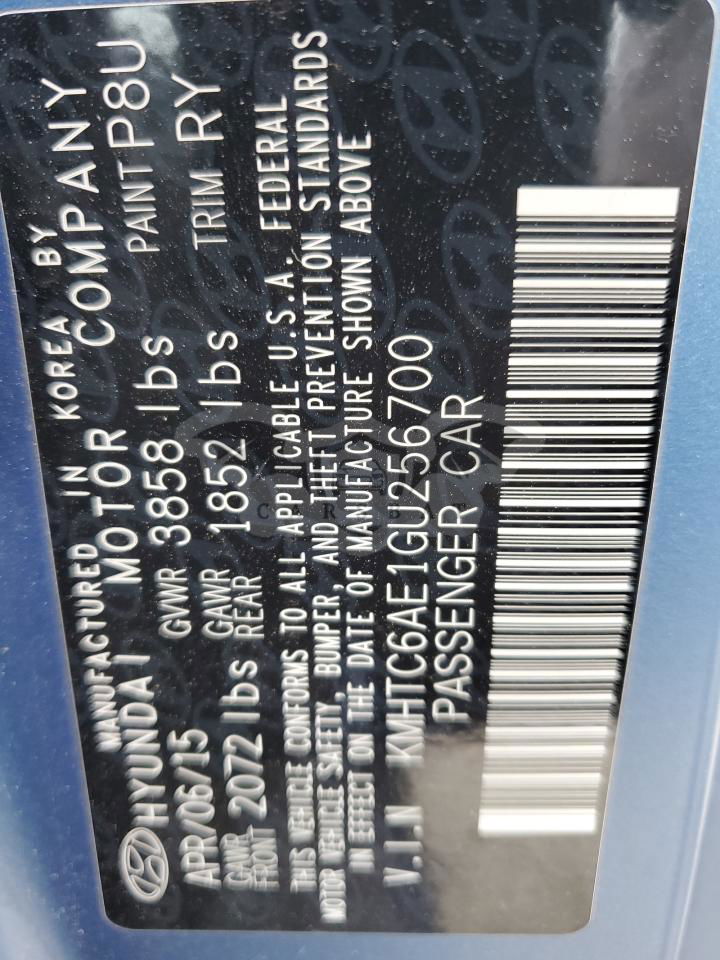 MANUFACTURED IN KOREA BY
HYUNDAI MOTOR COMPANY
APR/06/15 GVWR 3858 lbs PAINT P8U
GAWR FRONT 2072 lbs GAWR REAR 1852 lbs TRIM RY
THIS VEHICLE CONFORMS TO ALL APPLICABLE U.S.A. FEDERAL
MOTOR VEHICLE SAFETY, BUMPER, AND THEFT PREVENTION STANDARDS
IN EFFECT ON THE DATE OF MANUFACTURE SHOWN ABOVE
V.I.N KMHTC6AE1GU256700
PASSENGER CAR